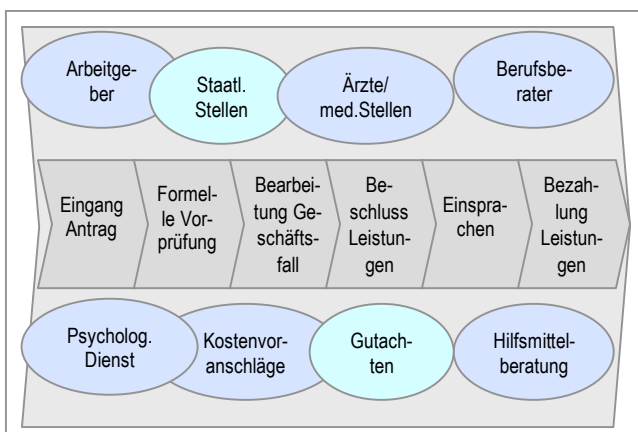 Arbeitge-
ber
Staatl.
Stellen
Ärzte/
med.Stellen
Berufsbe-
rater
Eingang
Antrag
Formel-
le Vor-
prüfung
Bearbei-
tung Ge-
schäfts-
fall
Be-
schluss
Leistun-
gen
Einspra-
chen
Bezah-
lung
Leistun-
gen
Psycholog.
Dienst
Kostenvor-
anschläge
Gutach-
ten
Hilfsmittel-
beratung